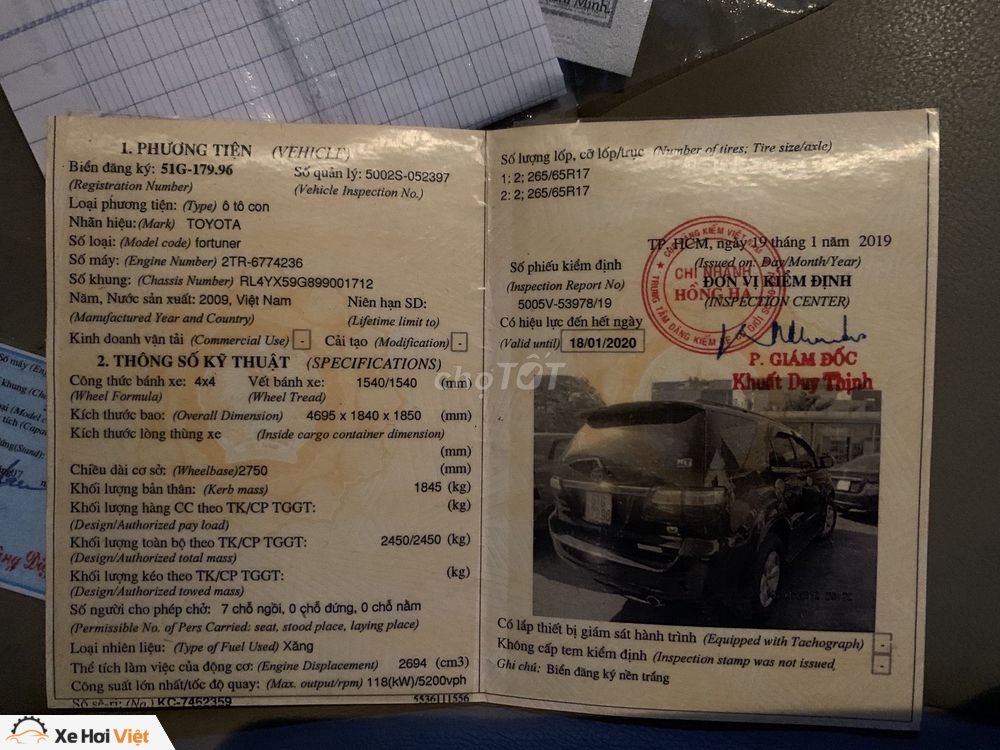 Minh.
1. PHƯƠNG TIỆN (VEHICLE)
Biển đăng ký: 51G-179.96 Số quản lý: 5002S-052397
(Registration Number) (Vehicle Inspection No.)
Loại phương tiện: (Type) ô tô con
Nhãn hiệu: (Mark) TOYOTA
Số loại: (Model code) fortuner
Số máy: (Engine Number) 2TR-6774236
Số khung: (Chassis Number) RL4YX59G899001712
Năm, Nước sản xuất: 2009, Việt Nam Niên hạn SD:
(Manufactured Year and Country) (Lifetime limit to)
Kinh doanh vận tải (Commercial Use) - Cải tạo (Modification) -
2. THÔNG SỐ KỸ THUẬT (SPECIFICATIONS)
Công thức bánh xe: 4x4 Vết bánh xe: 1540/1540 (mm)
(Wheel Formula) (Wheel Tread)
Kích thước bao: (Overall Dimension) 4695 x 1840 x 1850 (mm)
Kích thước lòng thùng xe (Inside cargo container dimension)
(mm)
Chiều dài cơ sở: (Wheelbase) 2750 (mm)
Khối lượng bản thân: (Kerb mass) 1845 (kg)
Khối lượng hàng CC theo TK/CP TGGT: (kg)
(Design/Authorized pay load)
Khối lượng toàn bộ theo TK/CP TGGT: 2450/2450 (kg)
(Design/Authorized total mass)
Khối lượng kéo theo TK/CP TGGT: (kg)
(Design/Authorized towed mass)
Số người cho phép chở: 7 chỗ ngồi, 0 chỗ đứng, 0 chỗ nằm
(Permissible No. of Pers Carried: seat, stood place, laying place)
Loại nhiên liệu: (Type of Fuel Used) Xăng
Thể tích làm việc của động cơ: (Engine Displacement) 2694 (cm3)
Công suất lớn nhất/tốc độ quay: (Max. output/rpm) 118(kW)/5200vph
Số sê-ri: (No.) KC-7462359 5536111556
Số lượng lốp, cỡ lốp/trục (Number of tires; Tire size/axle)
1: 2; 265/65R17
2: 2; 265/65R17
TP. HCM, ngày 19 tháng 1 năm 2019
(Issued on: Day/Month/Year)
Số phiếu kiểm định ĐƠN VỊ KIỂM ĐỊNH
(Inspection Report No) (INSPECTION CENTER)
5005V-53978/19
CHI NHÁNH
HỒNG HÀ
Có hiệu lực đến hết ngày
(Valid until) 18/01/2020
P. GIÁM ĐỐC
Khuất Duy Thịnh
chợTỐT
Có lắp thiết bị giám sát hành trình (Equipped with Tachograph) -
Không cấp tem kiểm định (Inspection stamp was not issued) -
Ghi chú: Biển đăng ký nền trắng
Xe Hơi Việt